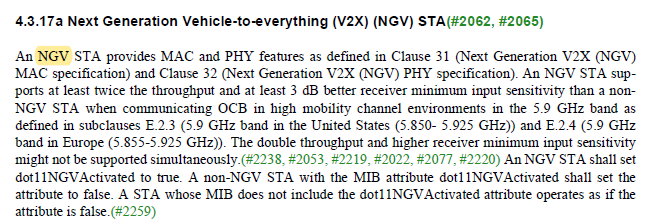 4.3.17a Next Generation Vehicle-to-everything (V2X) (NGV) STA(#2062, #2065)
An NGV STA provides MAC and PHY features as defined in Clause 31 (Next Generation V2X (NGV)
MAC specification) and Clause 32 (Next Generation V2X (NGV) PHY specification). An NGV STA sup-
ports at least twice the throughput and at least 3 dB better receiver minimum input sensitivity than a non-
NGV STA when communicating OCB in high mobility channel environments in the 5.9 GHz band as
defined in subclauses E.2.3 (5.9 GHz band in the United States (5.850- 5.925 GHz)) and E.2.4 (5.9 GHz
band in Europe (5.855-5.925 GHz)). The double throughput and higher receiver minimum input sensitivity
might not be supported simultaneously.(#2238, #2053, #2219, #2022, #2077, #2220) An NGV STA shall set
dot11NGVActivated to true. A non-NGV STA with the MIB attribute dot11NGVActivated shall set the
attribute to false. A STA whose MIB does not include the dot11NGVActivated attribute operates as if the
attribute is false.(#2259)